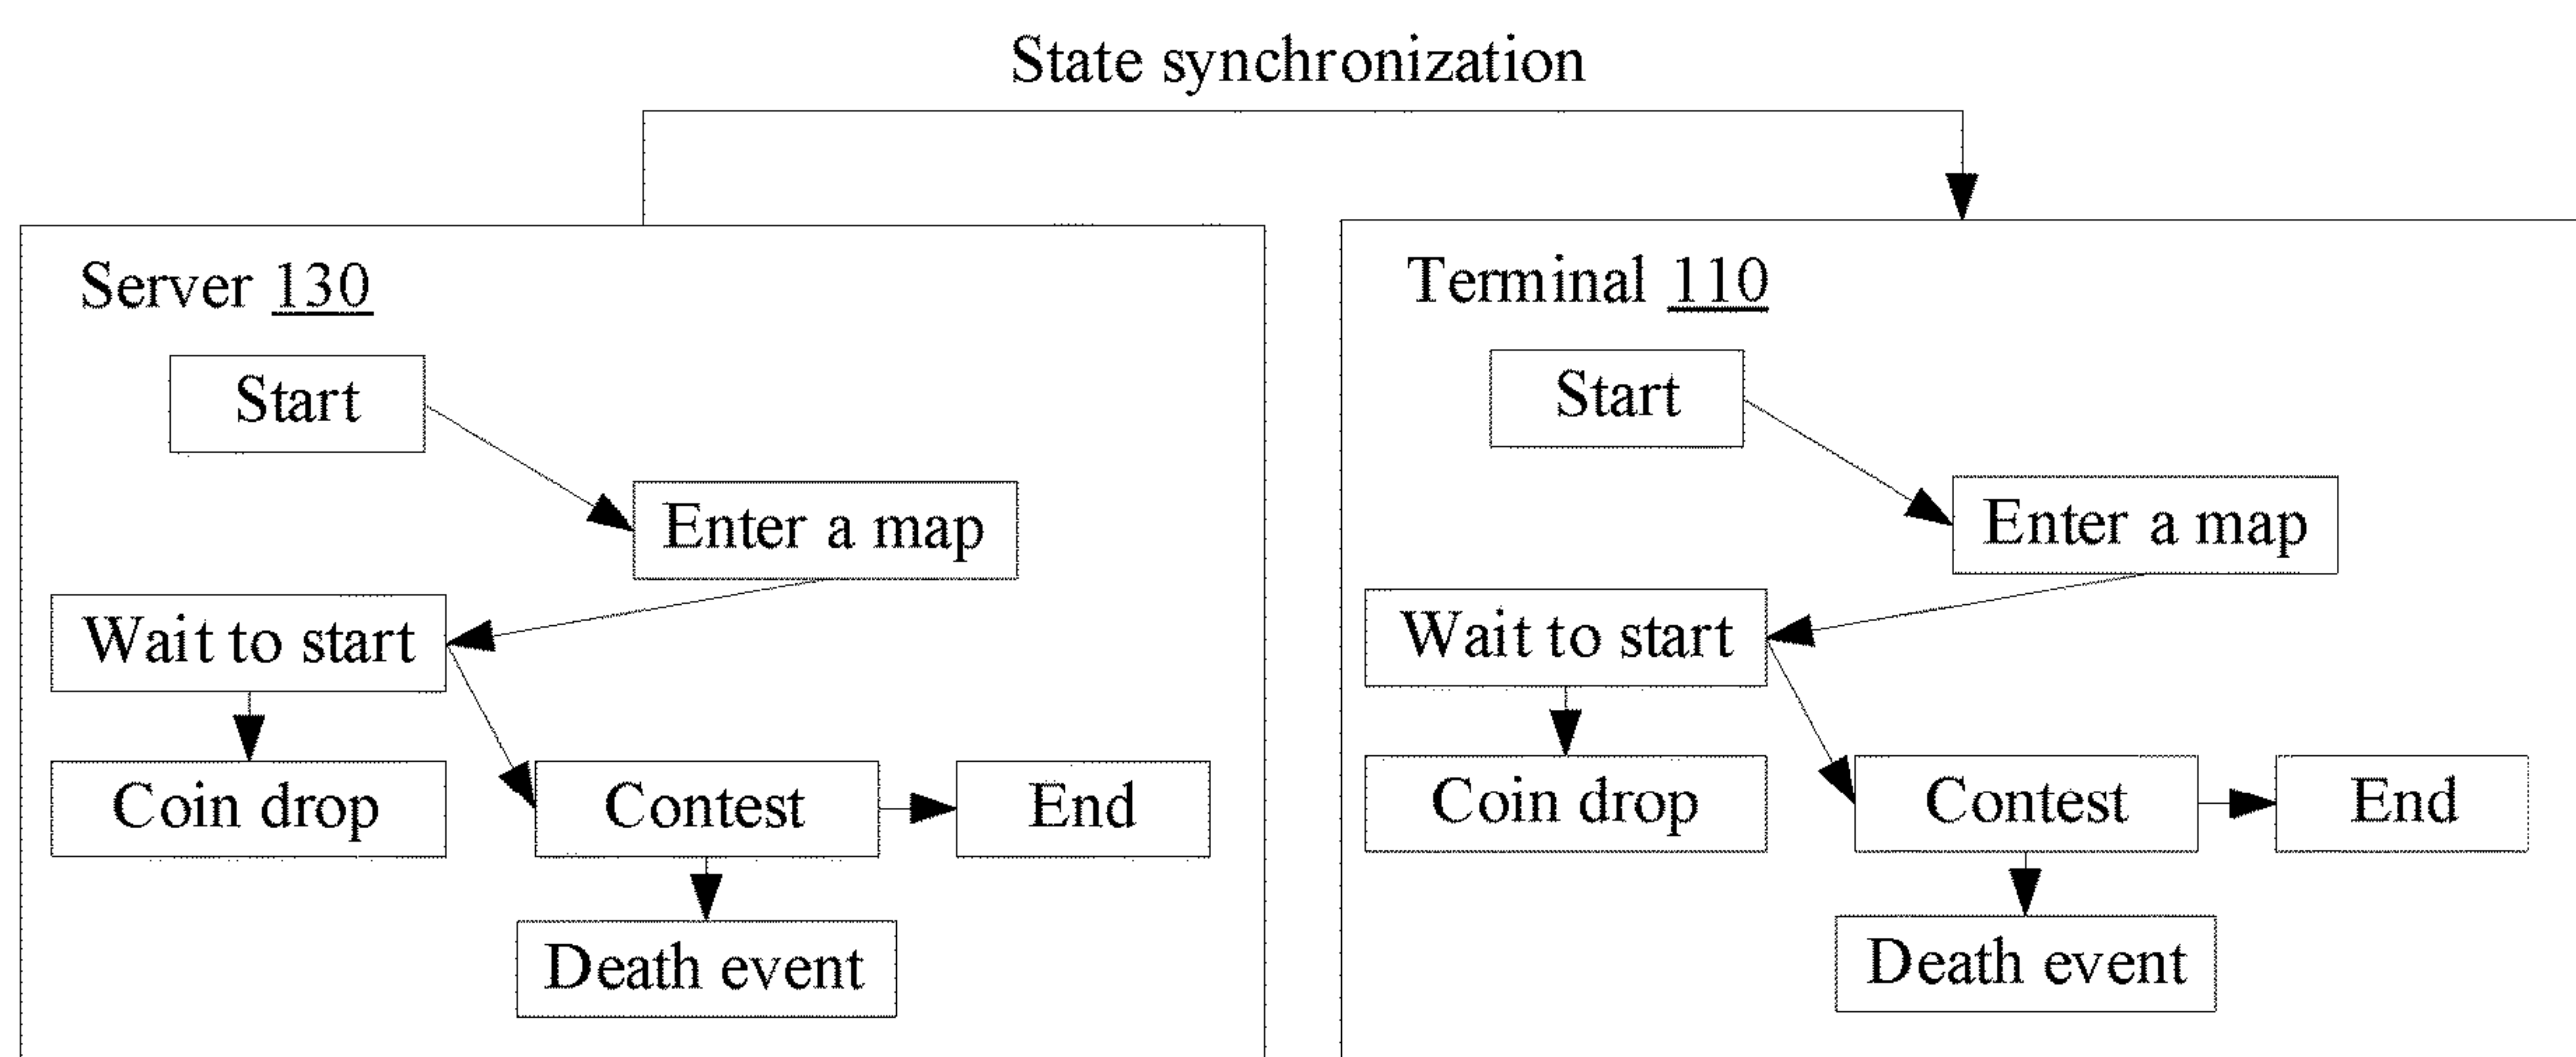 State synchronization
Server 130
Start
Enter a map
Wait to start
Coin drop
Contest
End
Death event
Terminal 110
Start
Enter a map
Wait to start
Coin drop
Contest
End
Death event